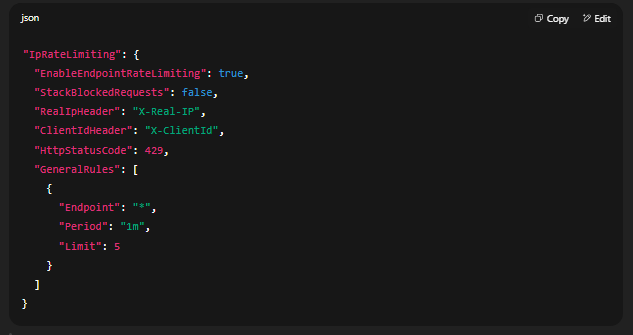 json
Copy
Edit
"IpRateLimiting": {
"EnableEndpointRateLimiting": true,
"StackBlockedRequests": false,
"RealIpHeader": "X-Real-IP",
"ClientIdHeader": "X-ClientId",
"HttpStatusCode": 429,
"GeneralRules": [
{
"Endpoint": "*",
"Period": "1m",
"Limit": 5
}
]
}